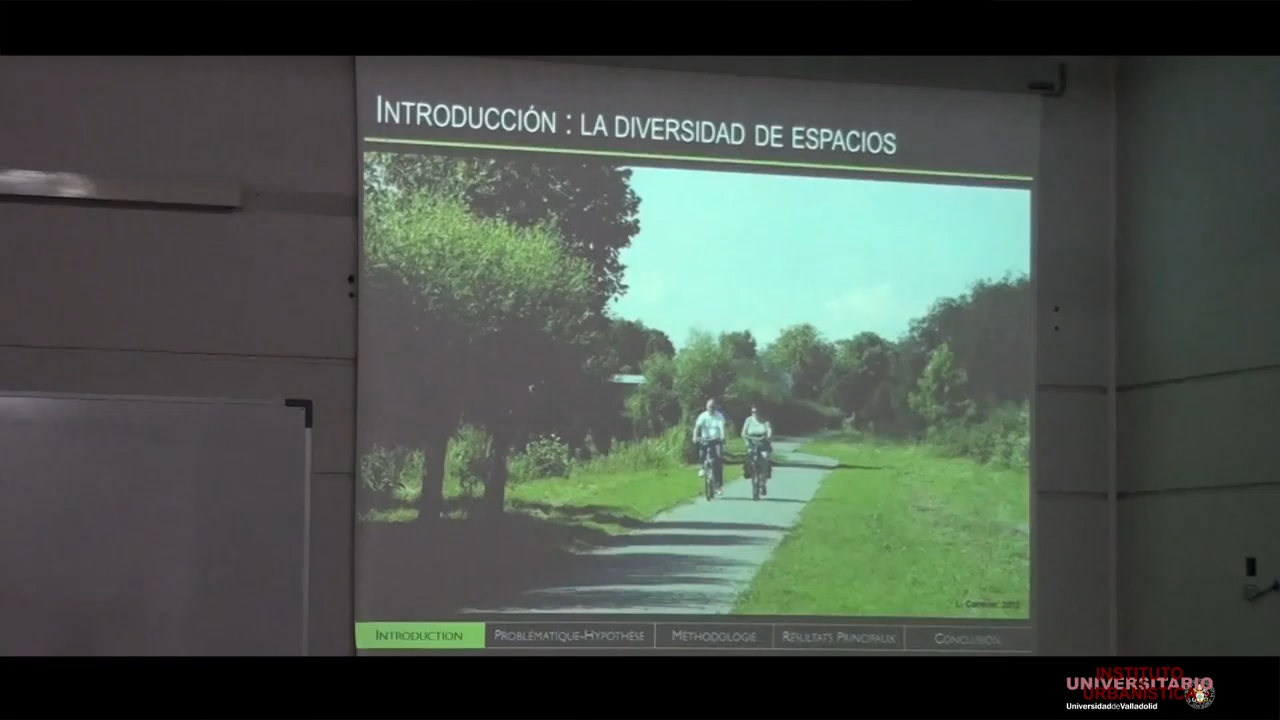 INTRODUCCIÓN : LA DIVERSIDAD DE ESPACIOS
INTRODUCTION
PROBLÉMATIQUE-HYPOTHÈSE
MÉTHODOLOGIE
RÉSULTATS PRINCIPAUX
CONCLUSION
INSTITUTO
UNIVERSITARIO
URBANÍSTICA
UniversidaddeValladolid